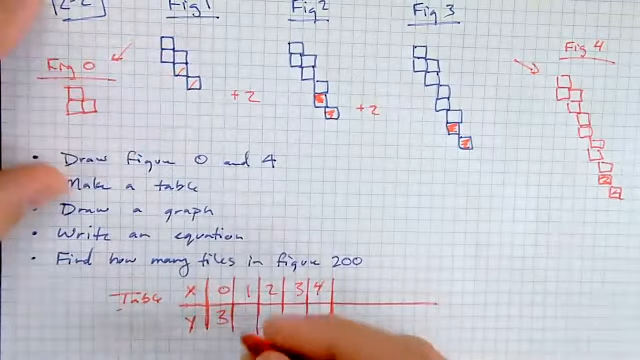 2-2
Fig 1
Fig 2
Fig 3
Fig 4
Fig 0
+2
+2
• Draw figure 0 and 4
• Make a table
• Draw a graph
• Write an equation
• Find how many tiles in figure 200
Table X 0 1 2 3 4
y 3